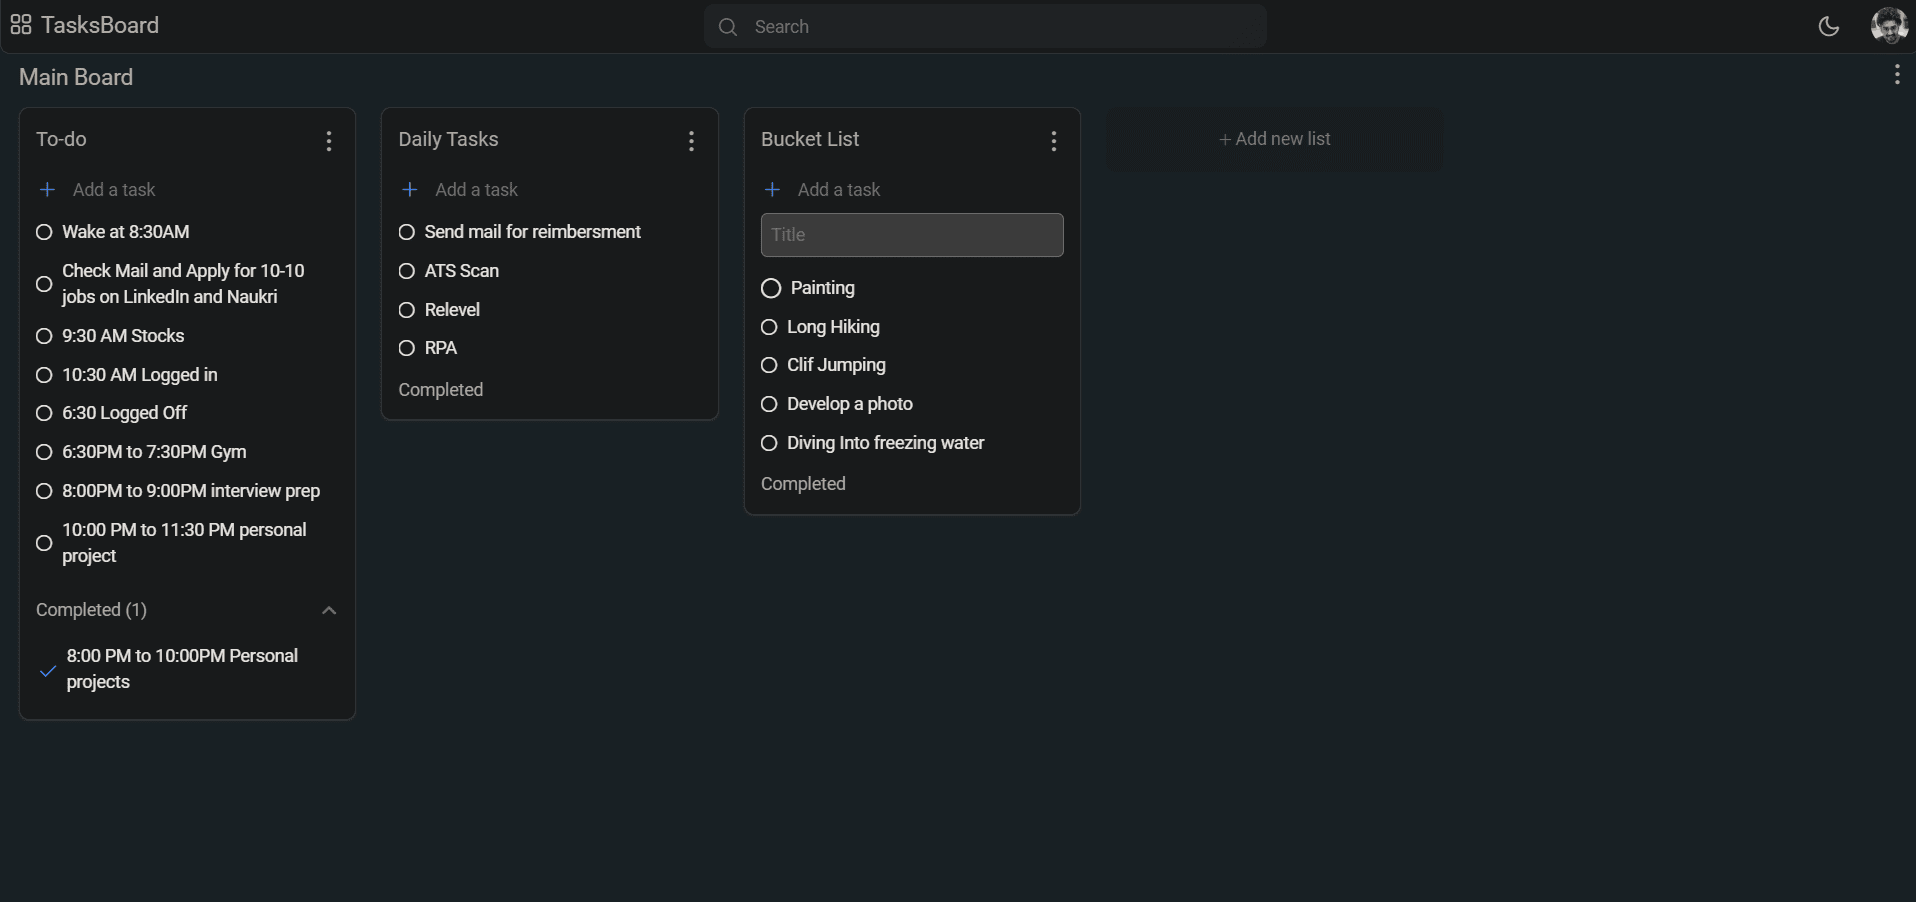 TasksBoard
Search
Main Board
To-do
Add a task
Wake at 8:30AM
Check Mail and Apply for 10-10
jobs on LinkedIn and Naukri
9:30 AM Stocks
10:30 AM Logged in
6:30 Logged Off
6:30PM to 7:30PM Gym
8:00PM to 9:00PM interview prep
10:00 PM to 11:30 PM personal
project
Completed (1)
8:00 PM to 10:00PM Personal
projects
Daily Tasks
Add a task
Send mail for reimbersment
ATS Scan
Relevel
RPA
Completed
Bucket List
Add a task
Title
Painting
Long Hiking
Clif Jumping
Develop a photo
Diving Into freezing water
Completed
+ Add new list